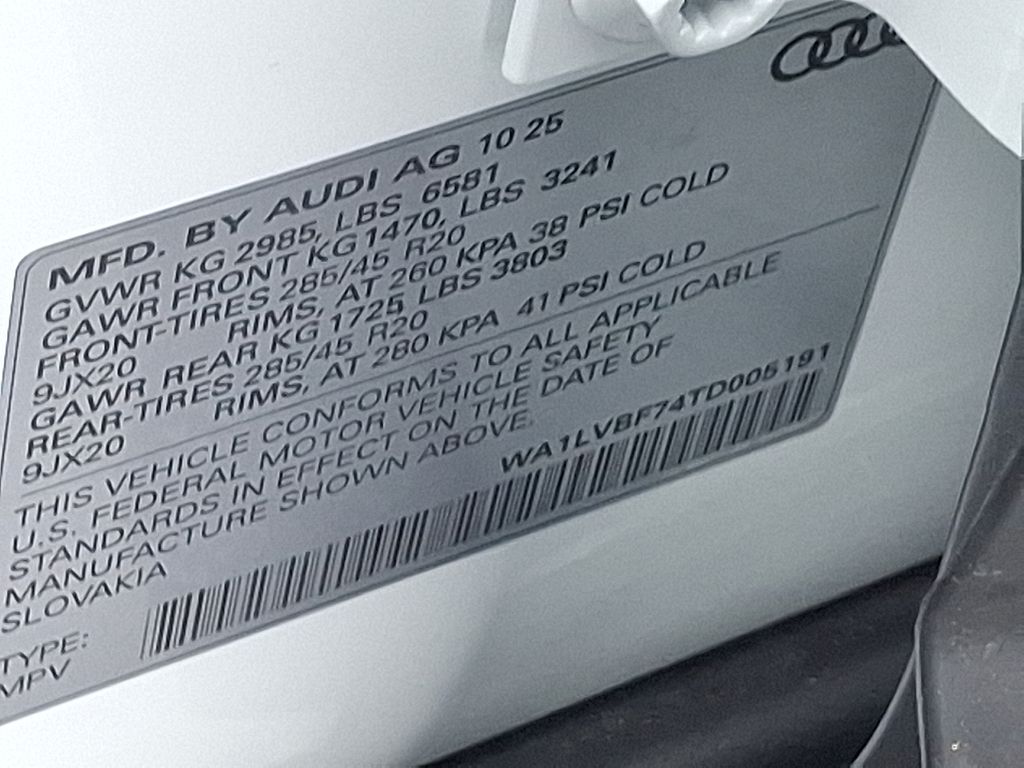 MFD. BY AUDI AG 10 25
GVWR KG 2985, LBS 6581
GAWR FRONT KG 1470, LBS 3241
FRONT-TIRES 285/45 R20
9JX20 RIMS, AT 260 KPA 38 PSI COLD
GAWR REAR KG 1725 LBS 3803
REAR-TIRES 285/45 R20
9JX20 RIMS, AT 280 KPA 41 PSI COLD
THIS VEHICLE CONFORMS TO ALL APPLICABLE
U.S. FEDERAL MOTOR VEHICLE SAFETY
STANDARDS IN EFFECT ON THE DATE OF
MANUFACTURE SHOWN ABOVE.
SLOVAKIA
WA1LVBF74TD005191
TYPE:
MPV